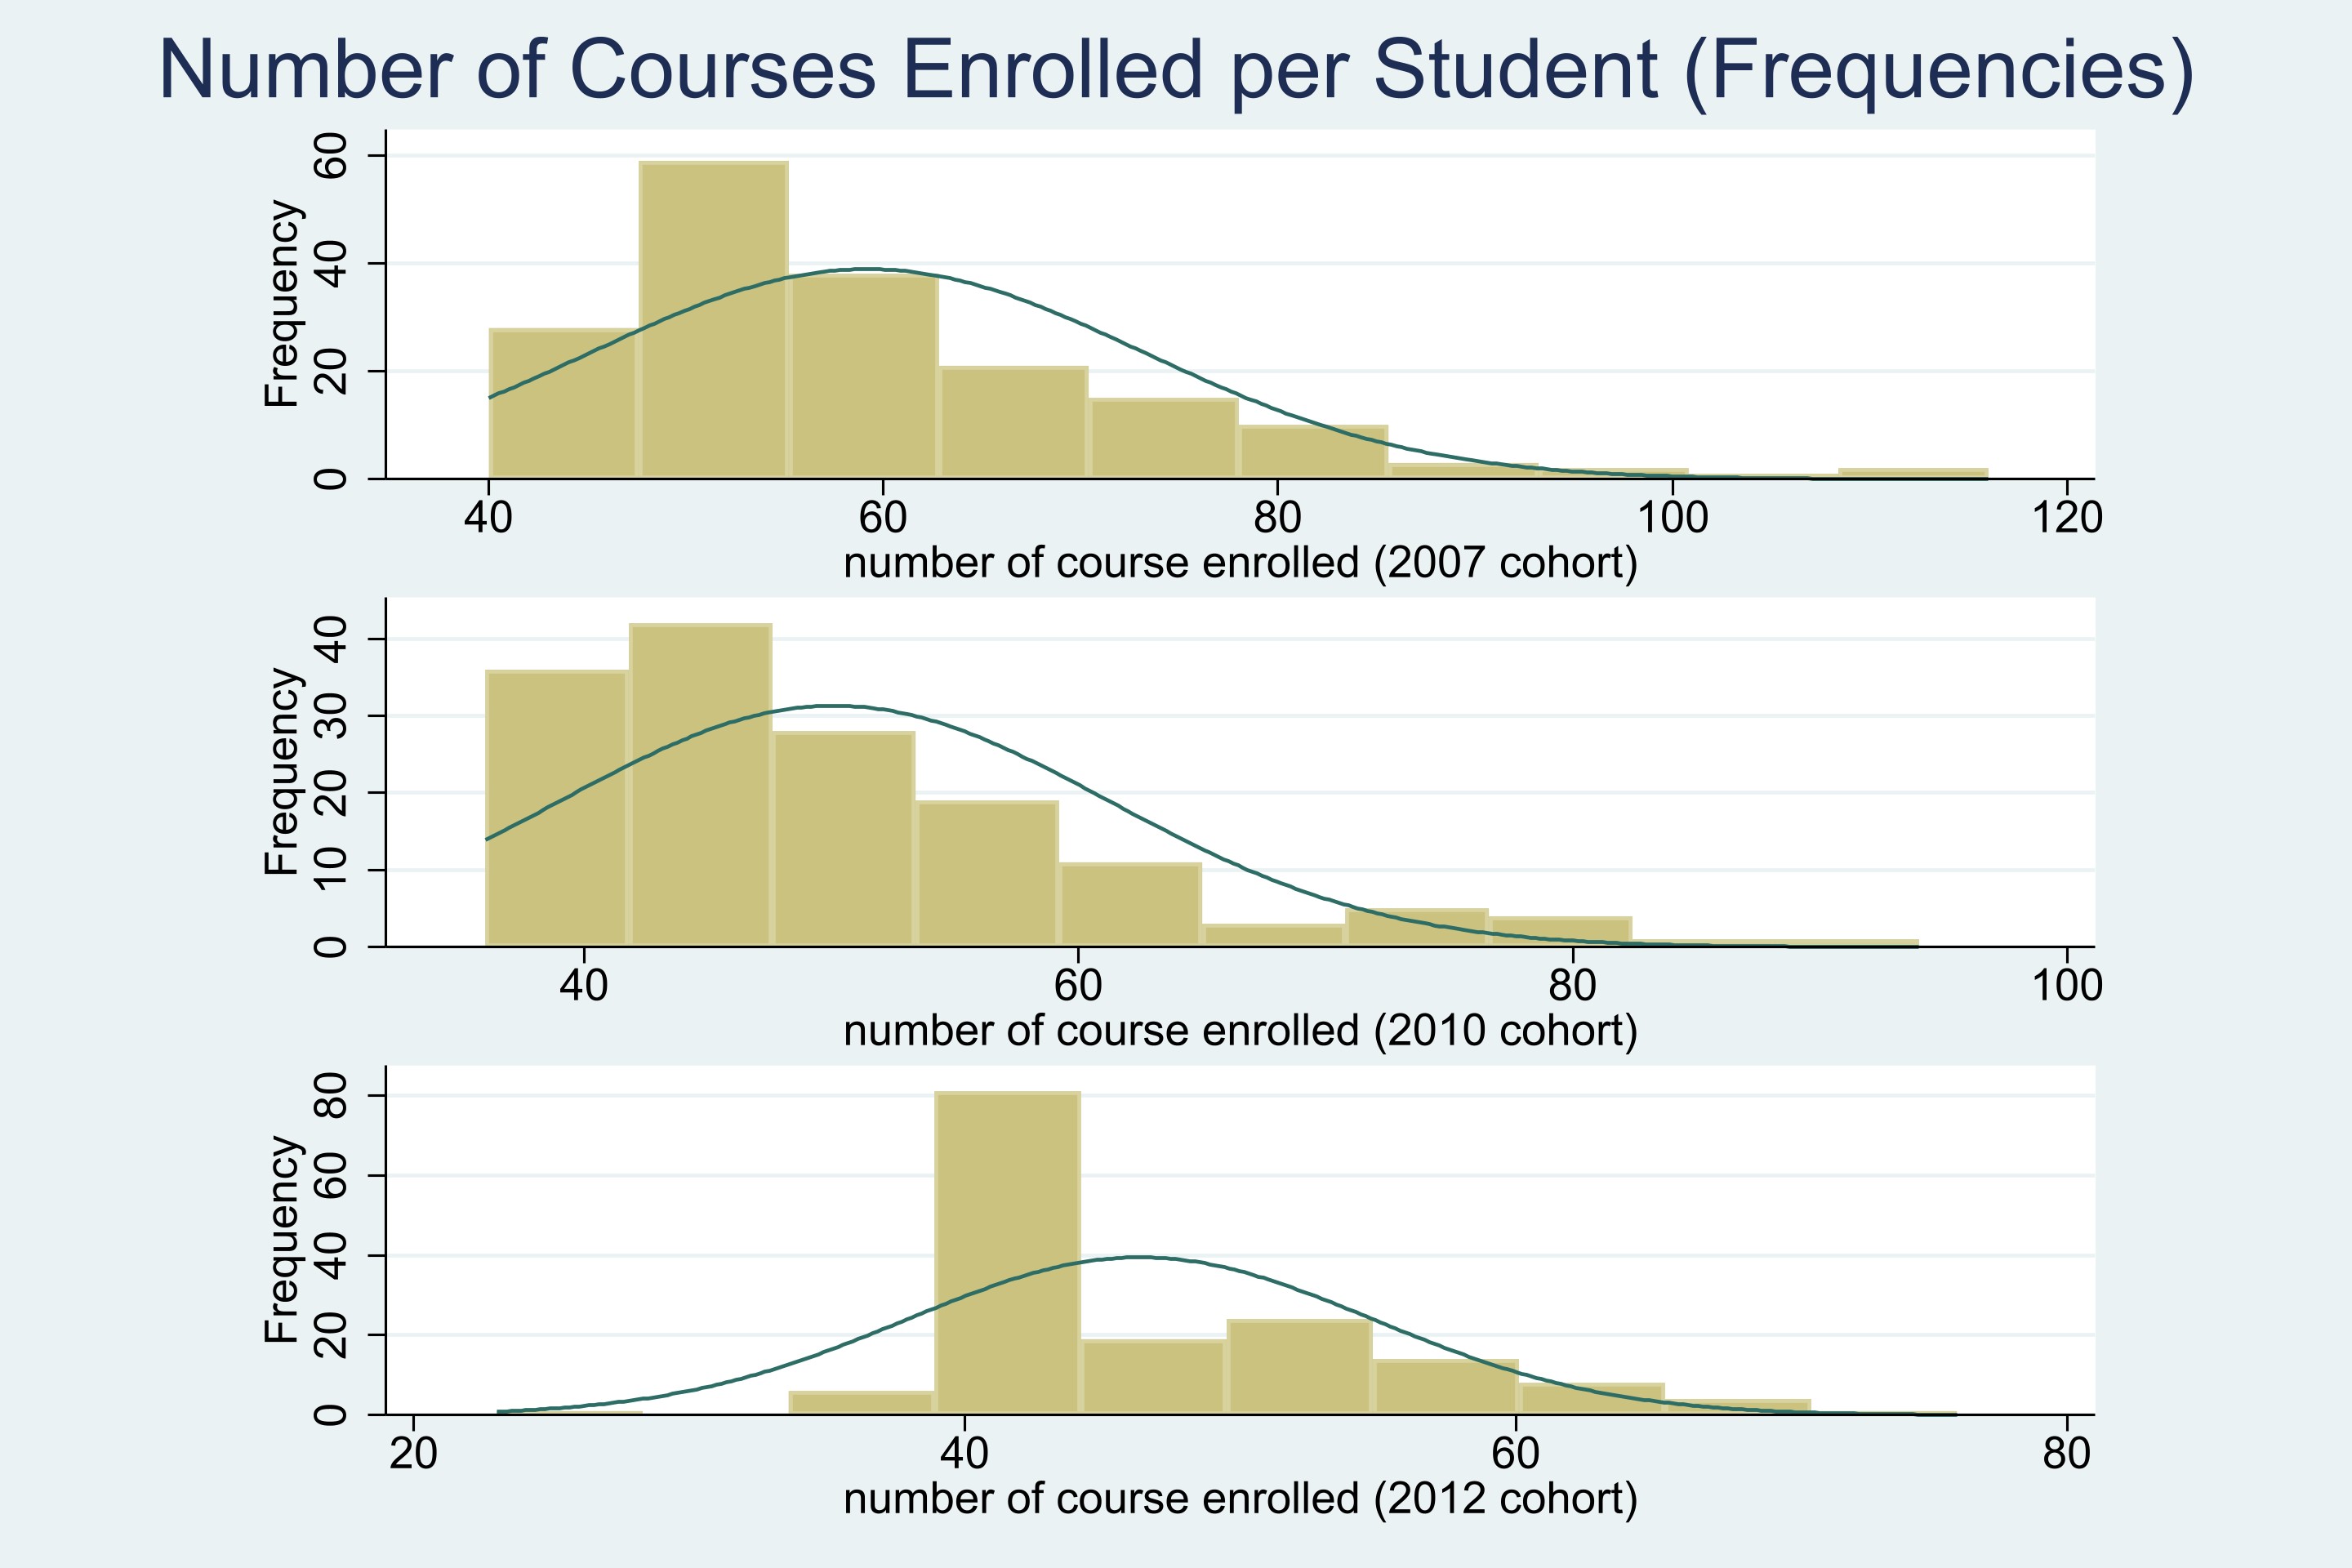 Number of Courses Enrolled per Student (Frequencies)
Frequency
60
40
20
0
40 60 80 100 120
number of course enrolled (2007 cohort)
Frequency
40
30
20
10
0
40 60 80 100
number of course enrolled (2010 cohort)
Frequency
80
60
40
20
0
20 40 60 80
number of course enrolled (2012 cohort)